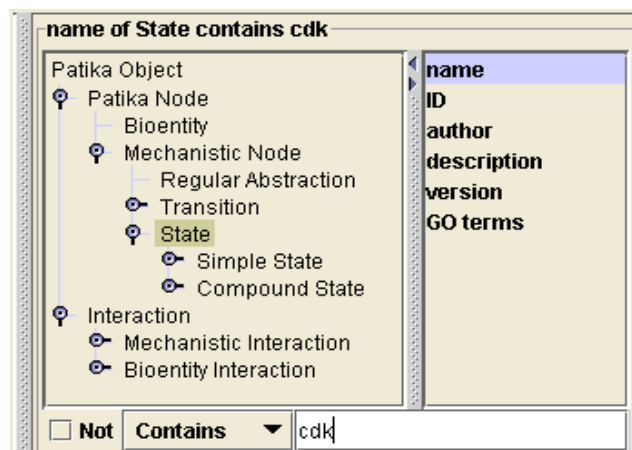 name of State contains cdk
Patika Object
Patika Node
Bioentity
Mechanistic Node
Regular Abstraction
Transition
State
Simple State
Compound State
Interaction
Mechanistic Interaction
Bioentity Interaction
name
ID
author
description
version
GO terms
Not Contains cdk